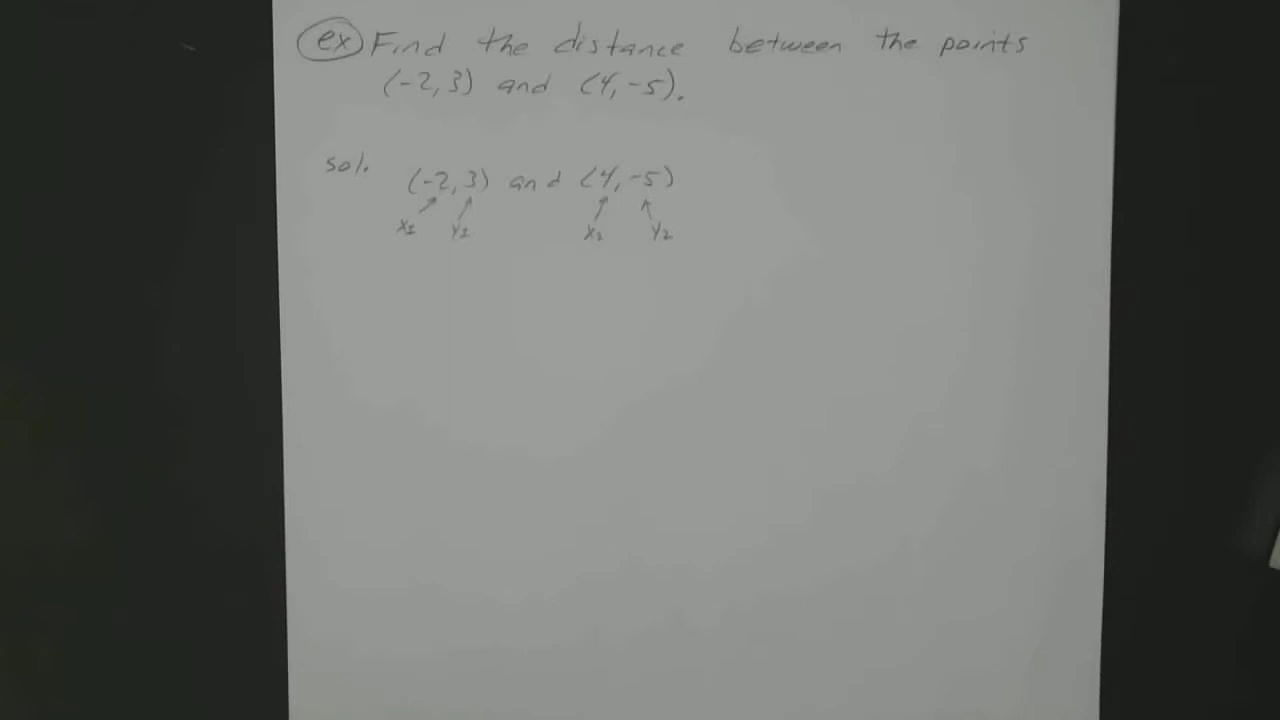 ex Find the distance between the points
(-2, 3) and (4, -5).
sol. (-2, 3) and (4, -5)
x1 y1 x2 y2